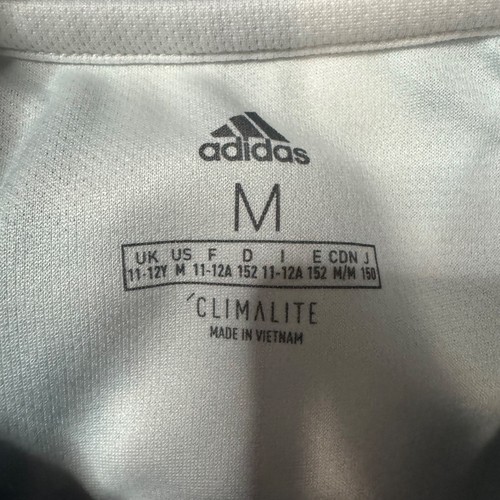 adidas
M
UK US F D I E CDN J
11-12Y M 11-12A 152 11-12A 152 M/M 150
CLIMALITE
MADE IN VIETNAM